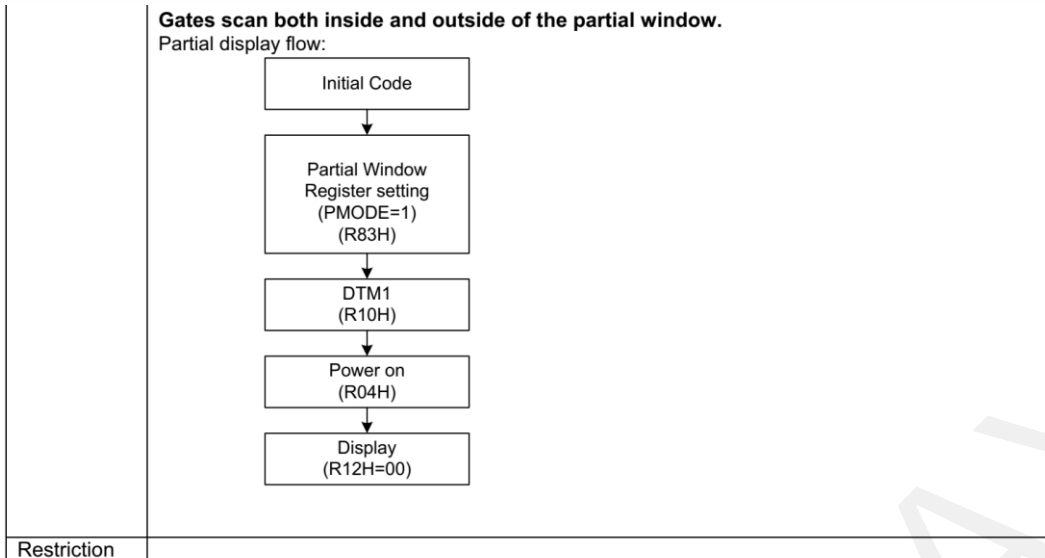 Gates scan both inside and outside of the partial window.
Partial display flow:
Initial Code
Partial Window
Register setting
(PMODE=1)
(R83H)
DTM1
(R10H)
Power on
(R04H)
Display
(R12H=00)
Restriction